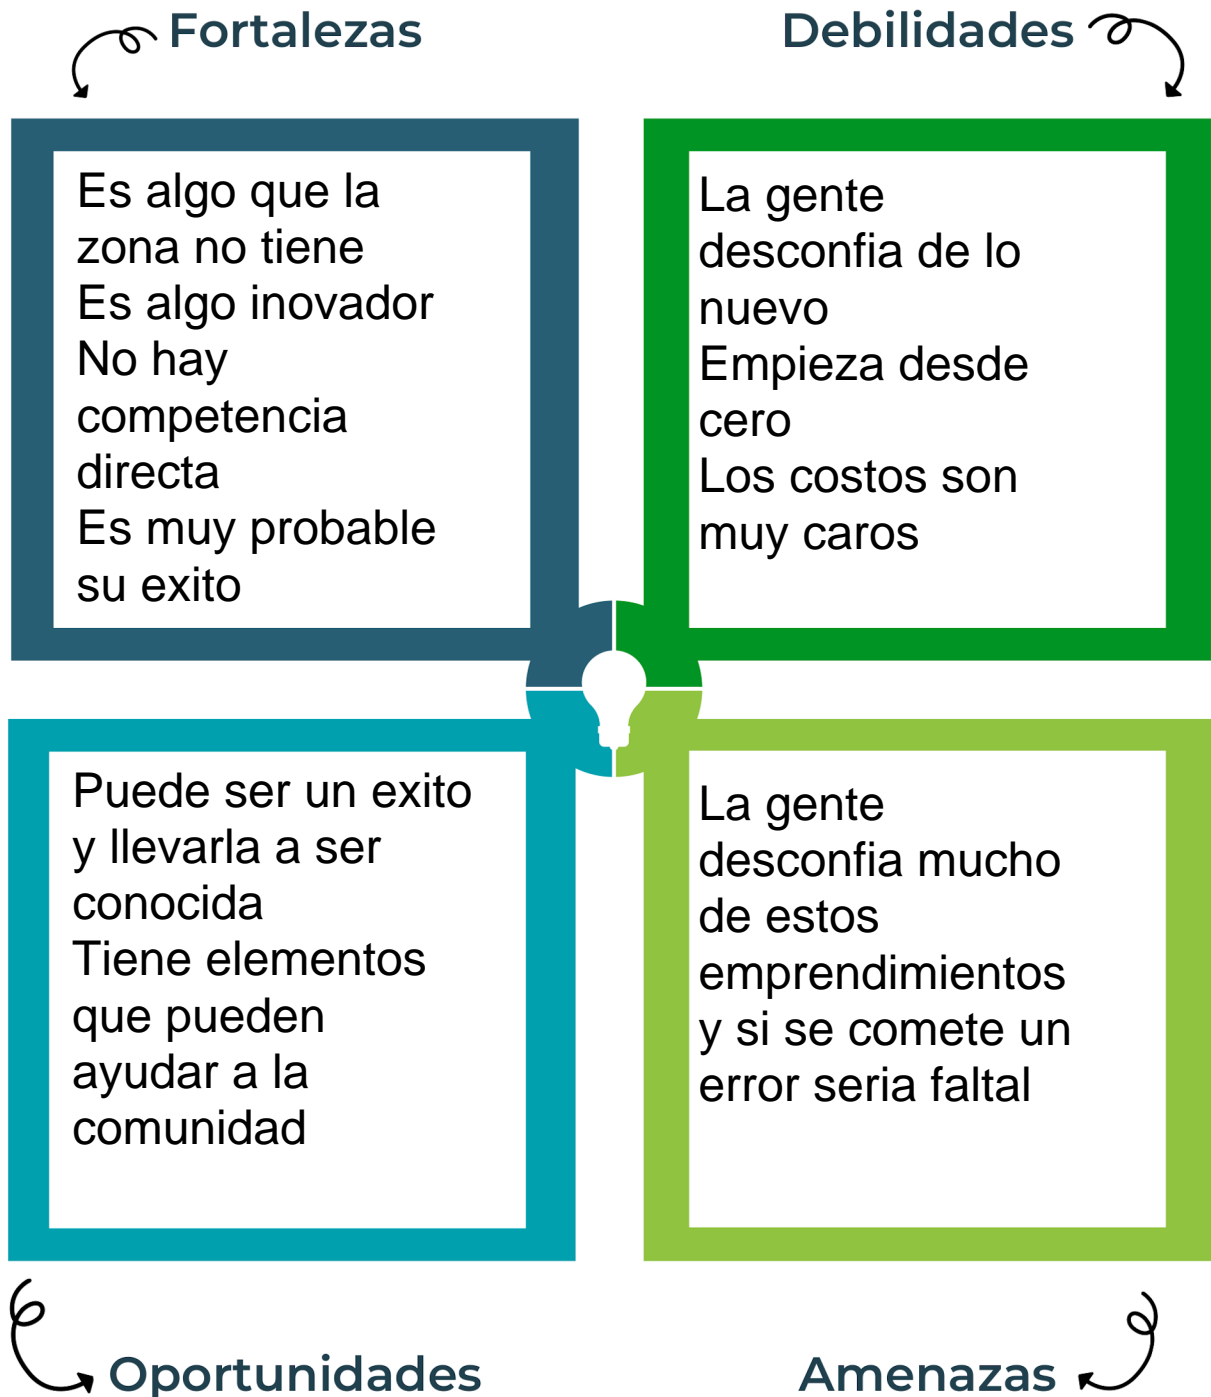 Fortalezas
Es algo que la
zona no tiene
Es algo inovador
No hay
competencia
directa
Es muy probable
su exito
Debilidades
La gente
desconfia de lo
nuevo
Empieza desde
cero
Los costos son
muy caros
Puede ser un exito
y llevarla a ser
conocida
Tiene elementos
que pueden
ayudar a la
comunidad
Oportunidades
La gente
desconfia mucho
de estos
emprendimientos
y si se comete un
error seria faltal
Amenazas